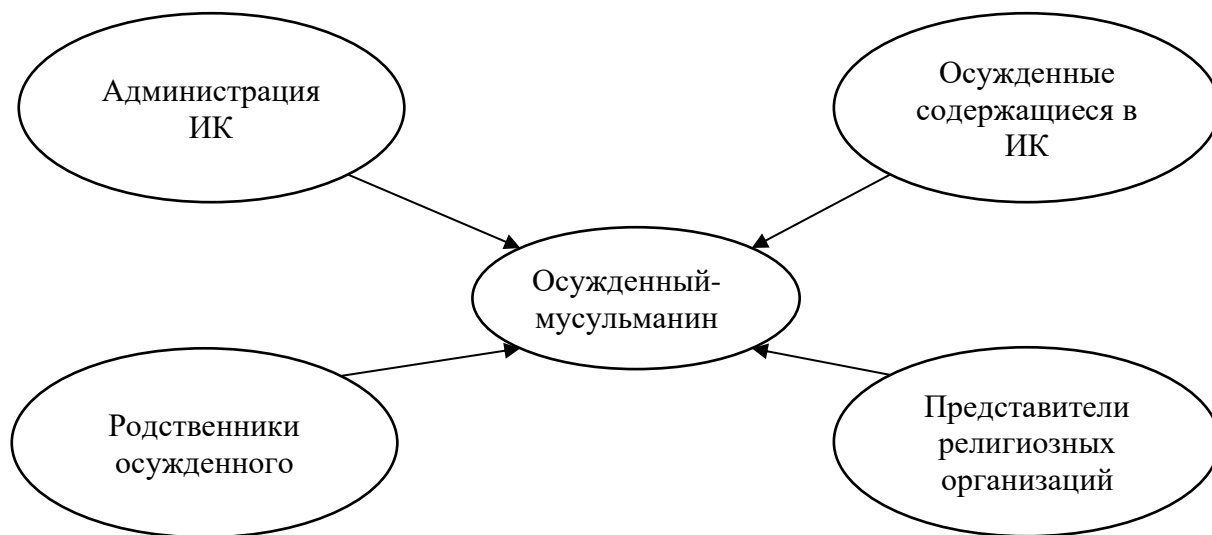 Администрация
ИК
Осужденные
содержащиеся в
ИК
Осужденный-
мусульманин
Родственники
осужденного
Представители
религиозных
организаций